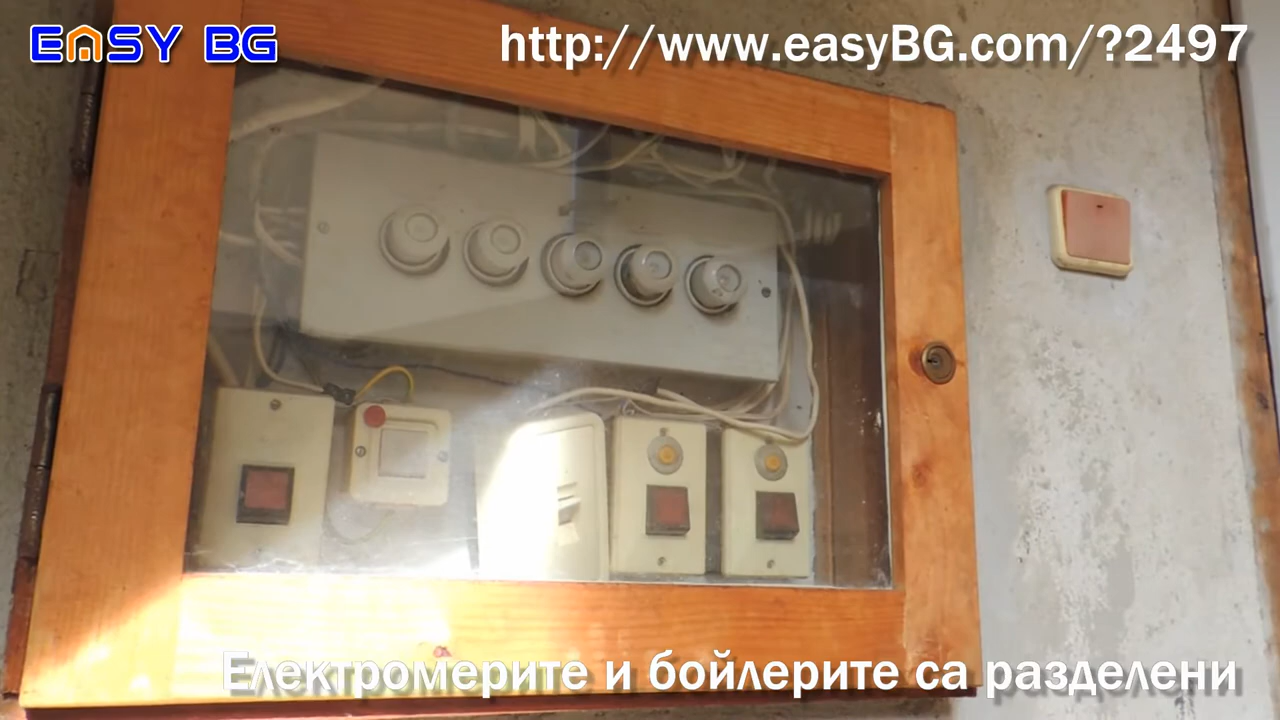 EASY BG
http://www.easyBG.com/?2497
Електромерите и бойлерите са разделени